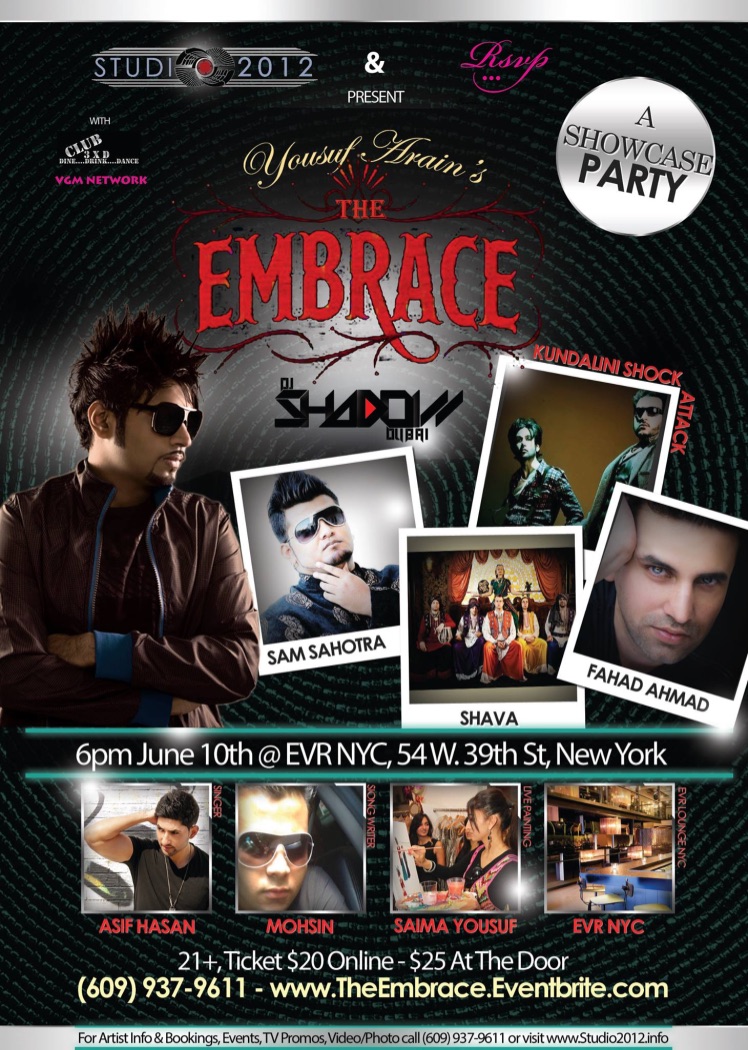 STUDIO 2012
&
Rsvp
PRESENT
WITH
CLUB
3 X D
DINE....DRINK....DANCE
VGM NETWORK
A
SHOWCASE
PARTY
Yousuf Arain's
THE
EMBRACE
DJ
SHADOW
DUBAI
KUNDALINI SHOCK
ATTACK
SAM SAHOTRA
SHAVA
FAHAD AHMAD
6pm June 10th @ EVR NYC, 54 W. 39th St, New York
SINGER
SIONG WRITER
LIVE PAINTING
EVR LOUNGE NYC
ASIF HASAN
MOHSIN
SAIMA YOUSUF
EVR NYC
21+, Ticket $20 Online - $25 At The Door
(609) 937-9611 - www.TheEmbrace.Eventbrite.com
For Artist Info & Bookings, Events, TV Promos, Video/Photo call (609) 937-9611 or visit www.Studio2012.info